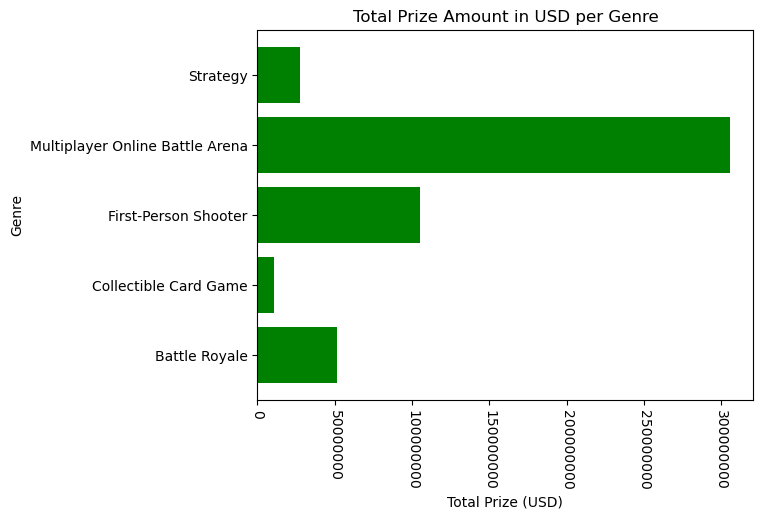 Total Prize Amount in USD per Genre
Strategy
Multiplayer Online Battle Arena
First-Person Shooter
Collectible Card Game
Battle Royale
Genre
0
50000000
100000000
150000000
200000000
250000000
300000000
Total Prize (USD)